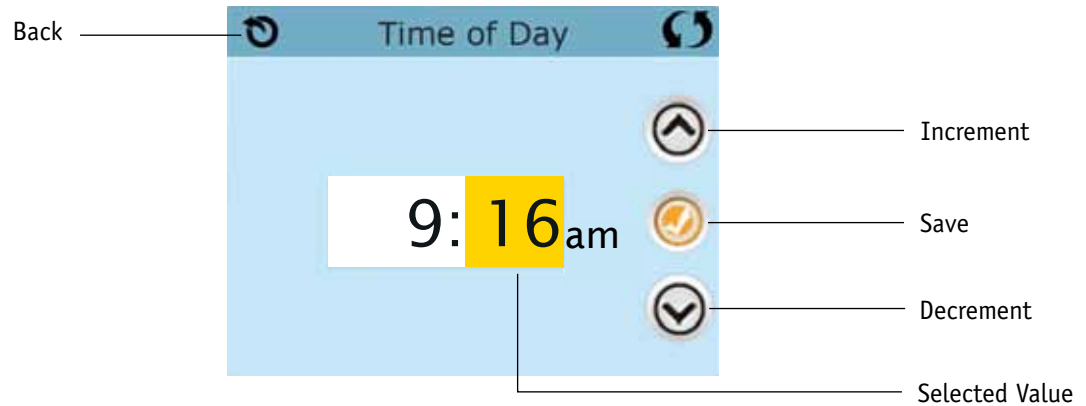 Back
Time of Day
Increment
9:16am
Save
Decrement
Selected Value